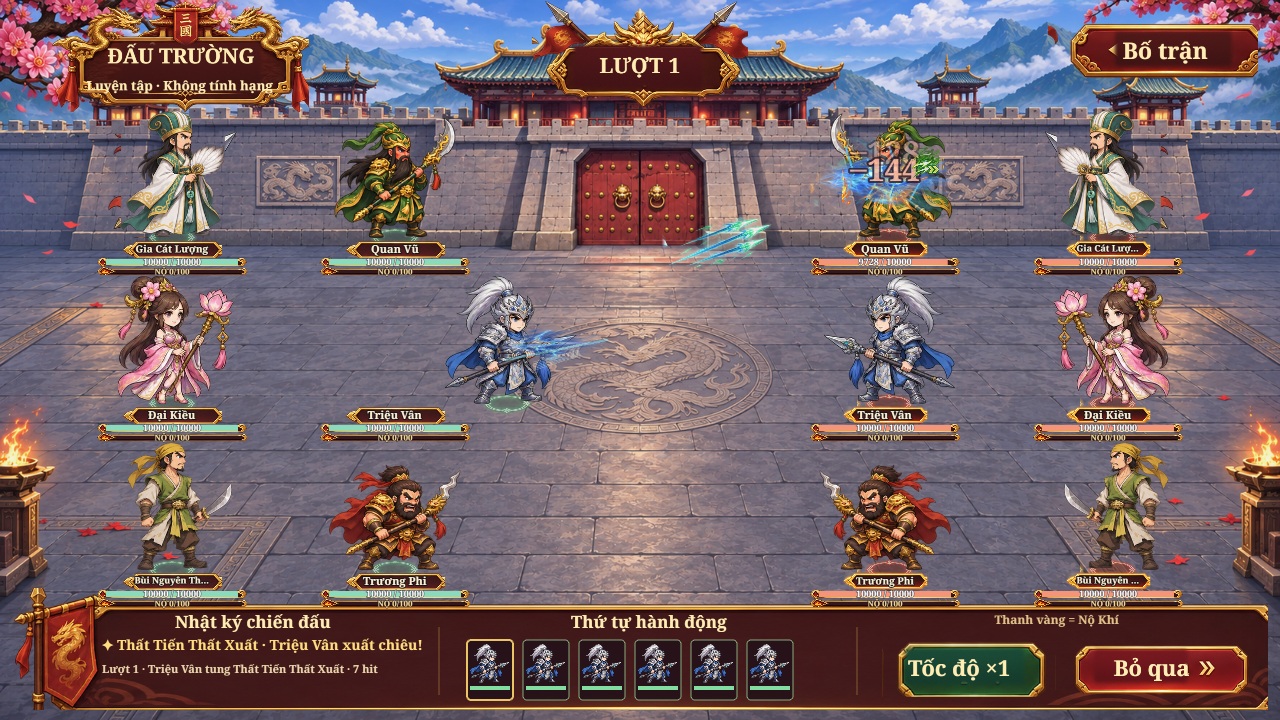 三
國
ĐẤU TRƯỜNG
Luyện tập · Không tính hạng
LƯỢT 1
Bố trận
-144
Gia Cát Lượng
10000/10000
NỘ 0/100
Quan Vũ
10000/10000
NỘ 0/100
Quan Vũ
9728/10000
NỘ 0/100
Gia Cát Lượ...
10000/10000
NỘ 0/100
Đại Kiều
10000/10000
NỘ 0/100
Triệu Vân
10000/10000
NỘ 0/100
Triệu Vân
10000/10000
NỘ 0/100
Đại Kiều
10000/10000
NỘ 0/100
Bùi Nguyên Th...
10000/10000
NỘ 0/100
Trương Phi
10000/10000
NỘ 0/100
Trương Phi
10000/10000
NỘ 0/100
Bùi Nguyên ...
10000/10000
NỘ 0/100
Nhật ký chiến đấu
✦ Thất Tiến Thất Xuất · Triệu Vân xuất chiêu!
Lượt 1 · Triệu Vân tung Thất Tiến Thất Xuất · 7 hit
Thứ tự hành động
Thanh vàng = Nộ Khí
Tốc độ ×1
Bỏ qua »